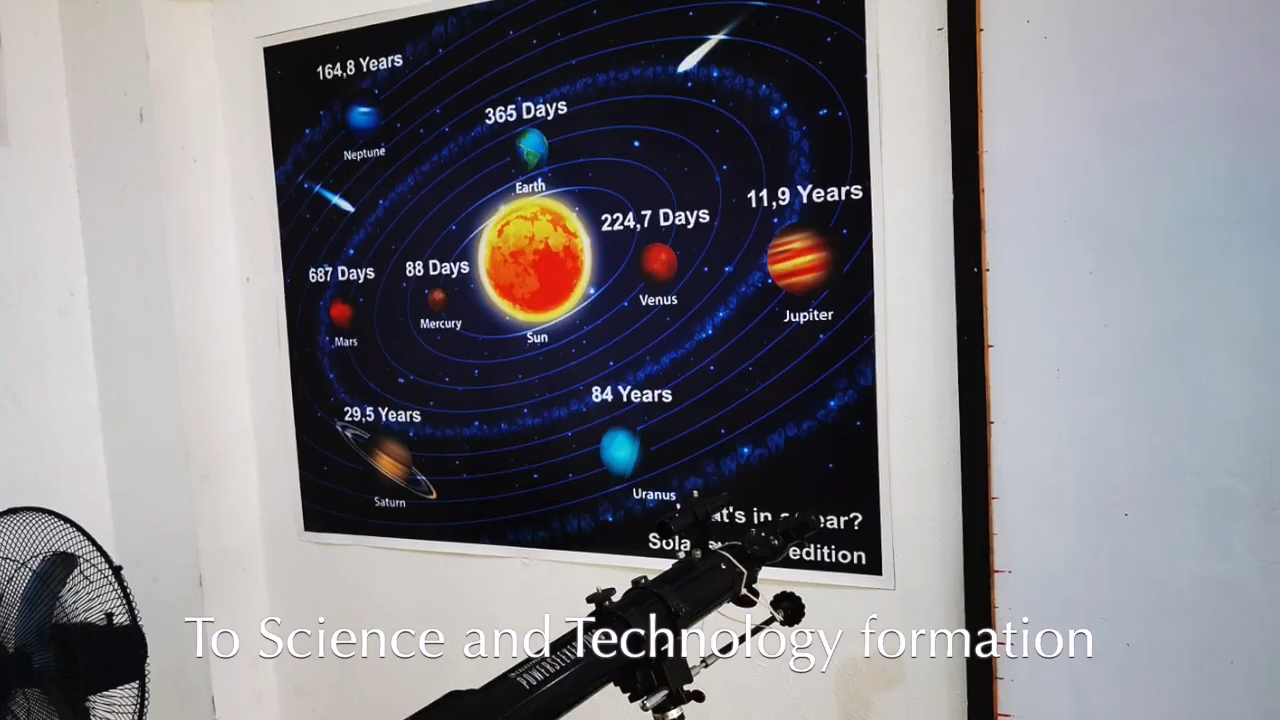 164,8 Years
Neptune
365 Days
Earth
11,9 Years
Jupiter
224,7 Days
Venus
687 Days
Mars
88 Days
Mercury
Sun
29,5 Years
Saturn
84 Years
Uranus
in
edition
To Science and Technology formation